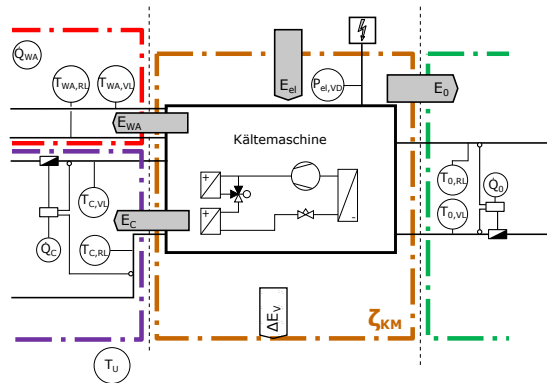 Q̇WA
TWA,RL
TWA,VL
Eel
Pel,VD
E0
EWA
Kältemaschine
+
+
-
TC,VL
EC
Q̇C
TC,RL
T0,RL
T0,VL
Q̇0
ΔEV
ζKM
TU